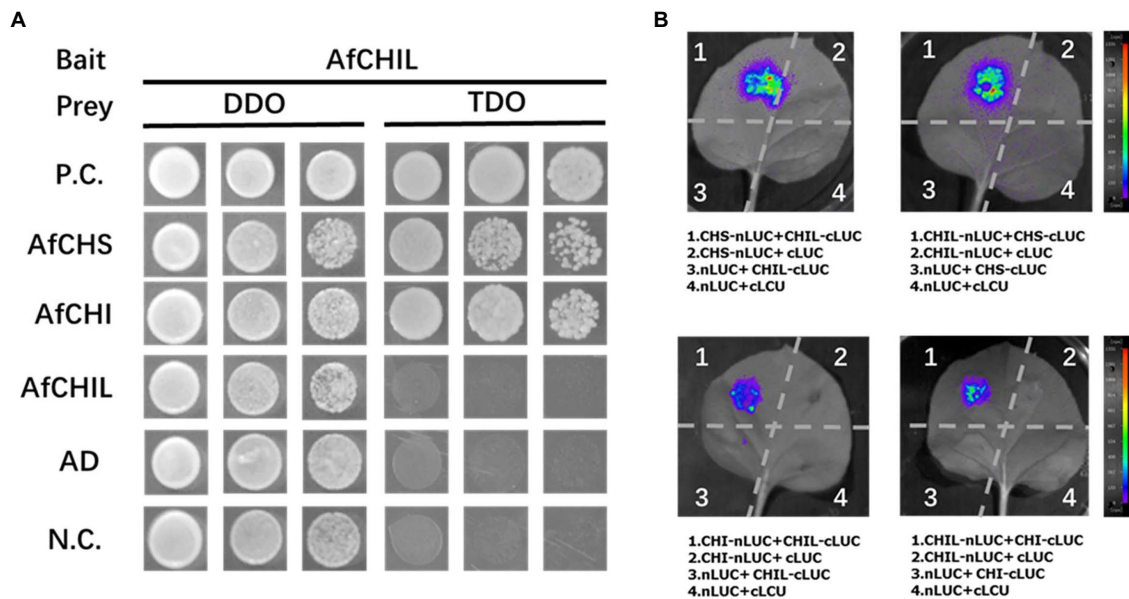 A
Bait AfCHIL
Prey DDO TDO
P.C.
AfCHS
AfCHI
AfCHIL
AD
N.C.
B
1 2
3 4
1.CHS-nLUC+CHIL-cLUC
2.CHS-nLUC+ cLUC
3.nLUC+ CHIL-cLUC
4.nLUC+cLCU
1 2
3 4
1.CHIL-nLUC+CHS-cLUC
2.CHIL-nLUC+ cLUC
3.nLUC+ CHS-cLUC
4.nLUC+cLCU
1 2
3 4
1.CHI-nLUC+CHIL-cLUC
2.CHI-nLUC+ cLUC
3.nLUC+ CHIL-cLUC
4.nLUC+cLCU
1 2
3 4
1.CHIL-nLUC+CHI-cLUC
2.CHIL-nLUC+ cLUC
3.nLUC+ CHI-cLUC
4.nLUC+cLCU